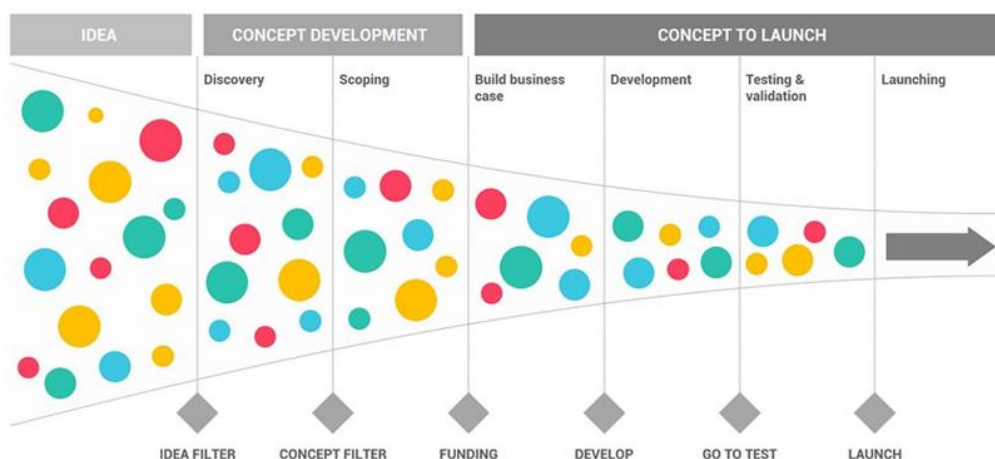 IDEA
CONCEPT DEVELOPMENT
CONCEPT TO LAUNCH
Discovery
Scoping
Build business
case
Development
Testing &
validation
Launching
IDEA FILTER
CONCEPT FILTER
FUNDING
DEVELOP
GO TO TEST
LAUNCH